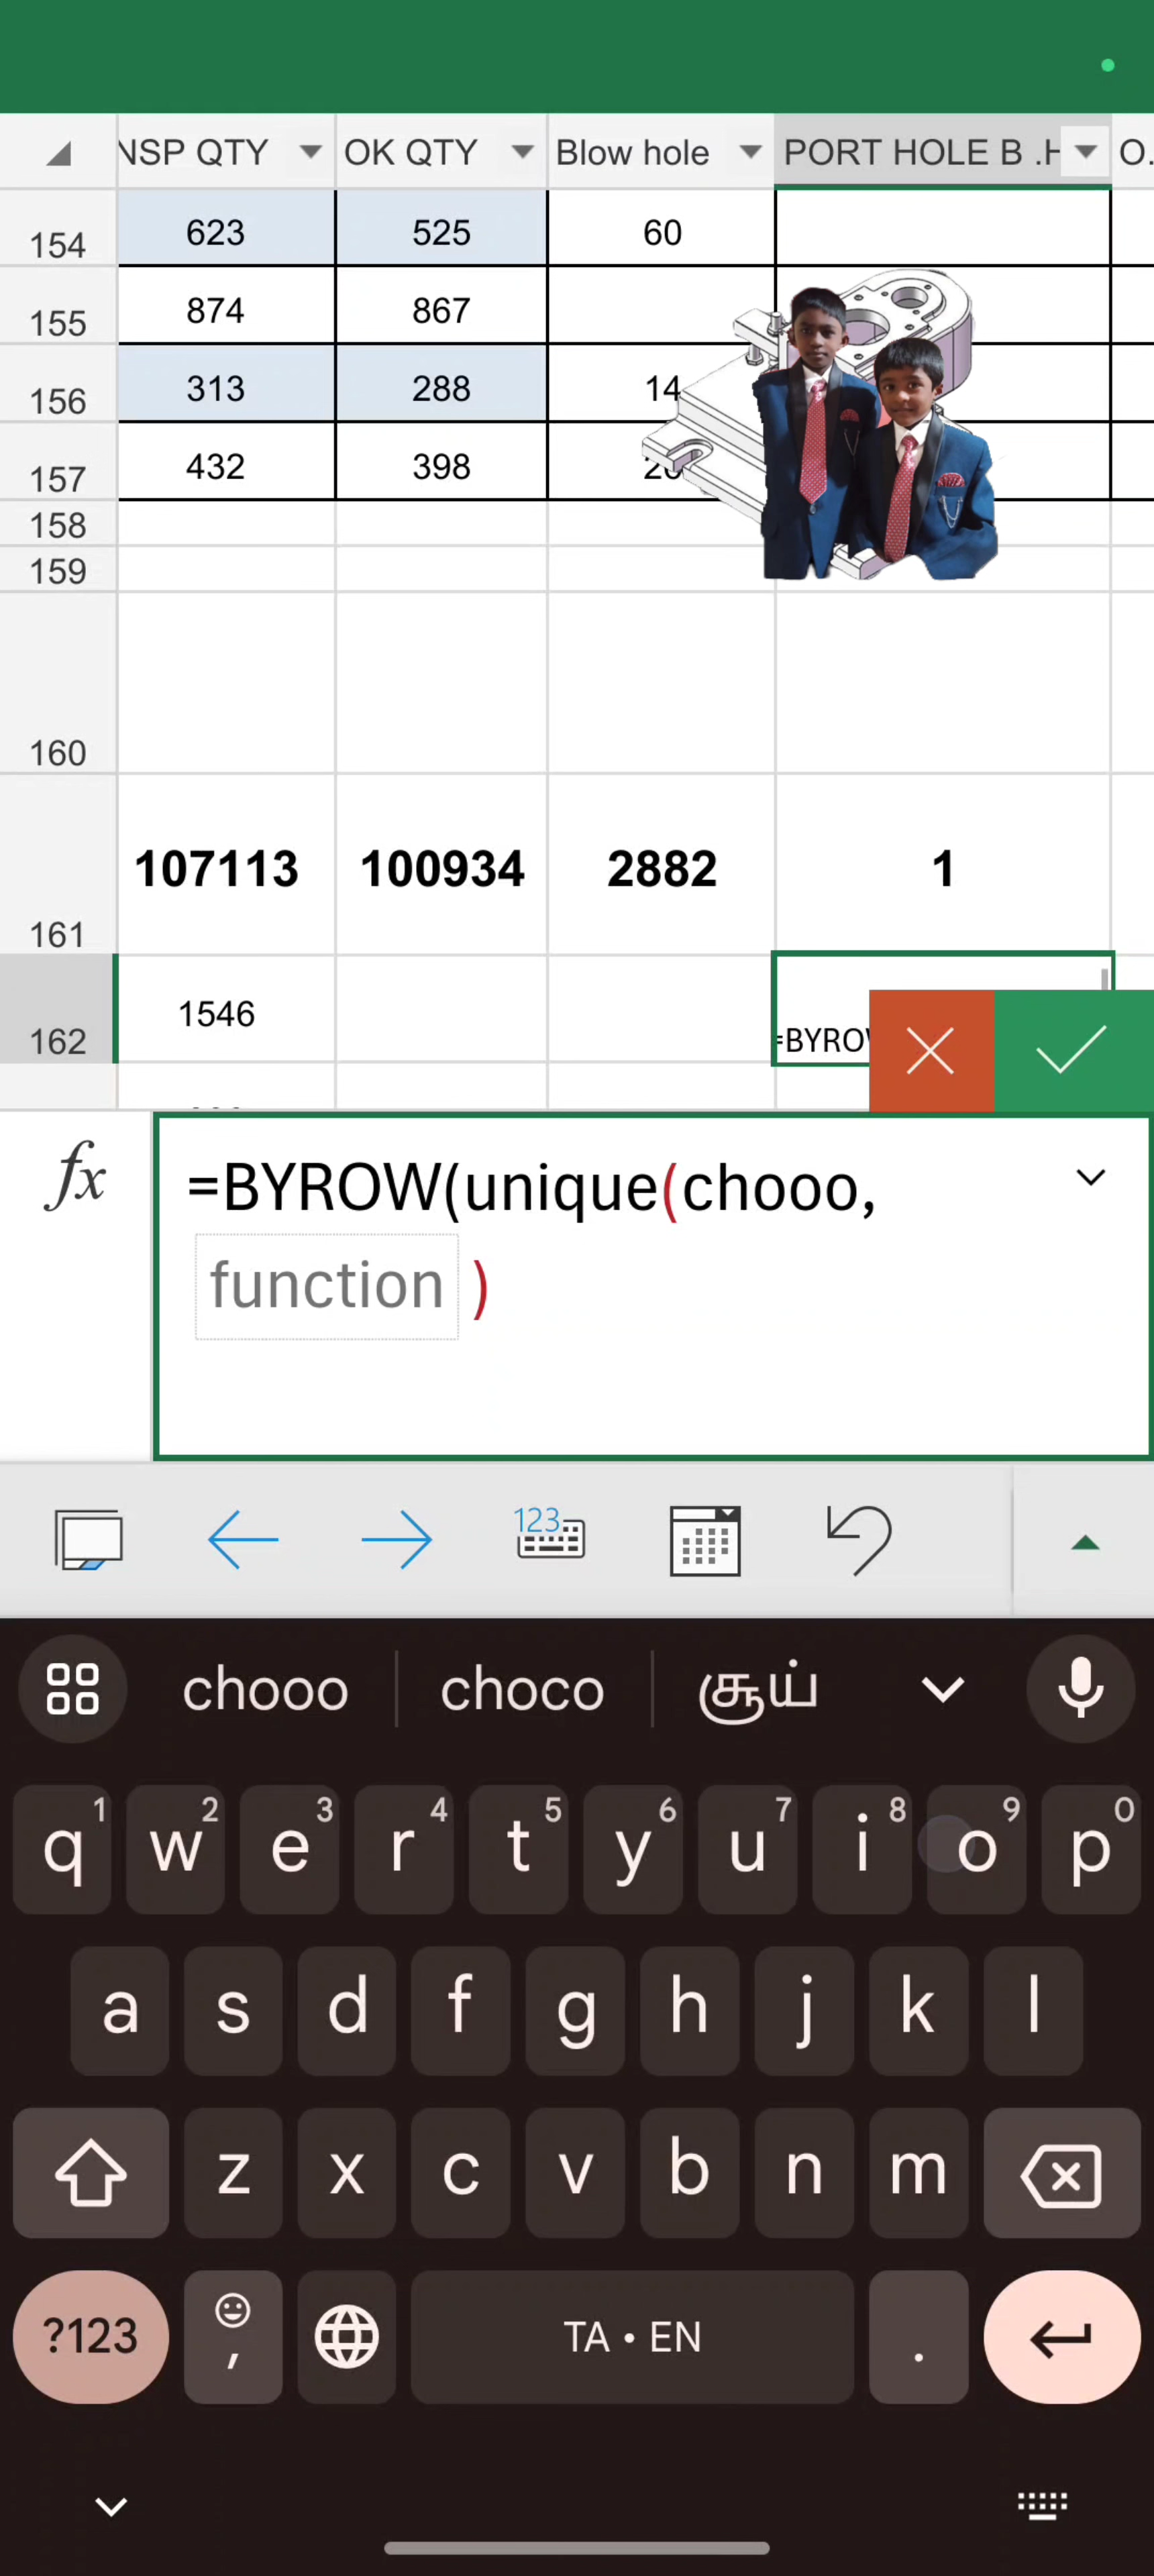 NSP QTY OK QTY Blow hole PORT HOLE B .H O.
154 623 525 60
155 874 867
156 313 288 14
157 432 398
158
159
160
161 107113 100934 2882 1
162 1546 =BYROW
fx =BYROW(unique(chooo,
function )
123
chooo choco சூய்
q 1 w 2 e 3 r 4 t 5 y 6 u 7 i 8 o 9 p 0
a s d f g h j k l
z x c v b n m
?123 , TA • EN .